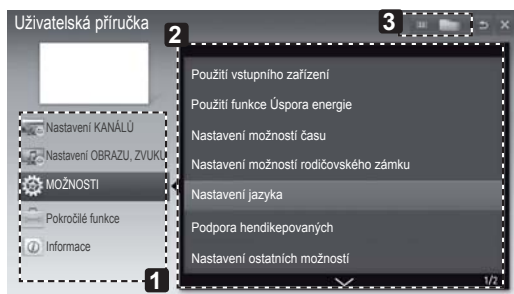 Uživatelská příručka
3
2
Použití vstupního zařízení
Použití funkce Úspora energie
Nastavení možností času
Nastavení možností rodičovského zámku
Nastavení jazyka
Podpora hendikepovaných
Nastavení ostatních možností
1/2
Nastavení KANÁLŮ
Nastavení OBRAZU, ZVUKU
MOŽNOSTI
Pokročilé funkce
Informace
1